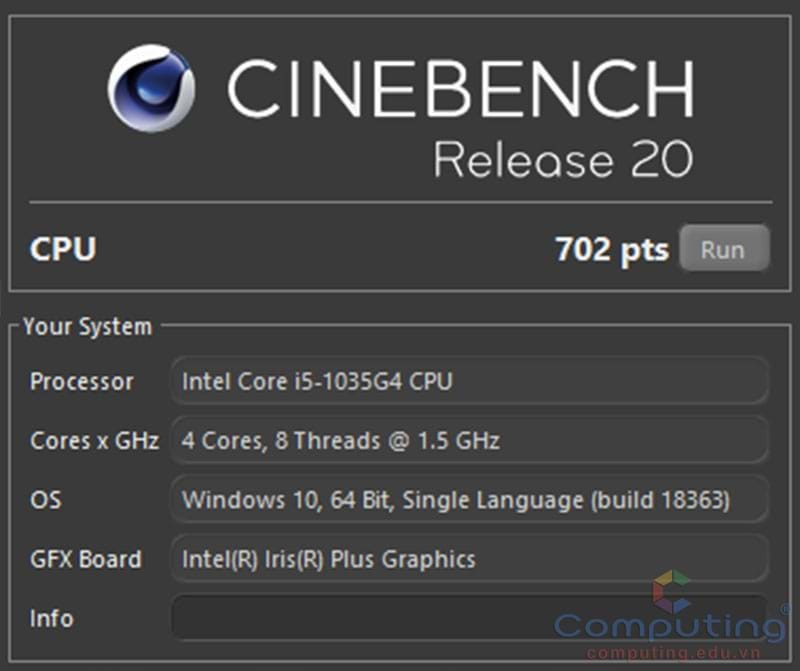 CINEBENCH
Release 20
CPU 702 pts Run
Your System
Processor Intel Core i5-1035G4 CPU
Cores x GHz 4 Cores, 8 Threads @ 1.5 GHz
OS Windows 10, 64 Bit, Single Language (build 18363)
GFX Board Intel(R) Iris(R) Plus Graphics
Info
Computing®
computing.edu.vn